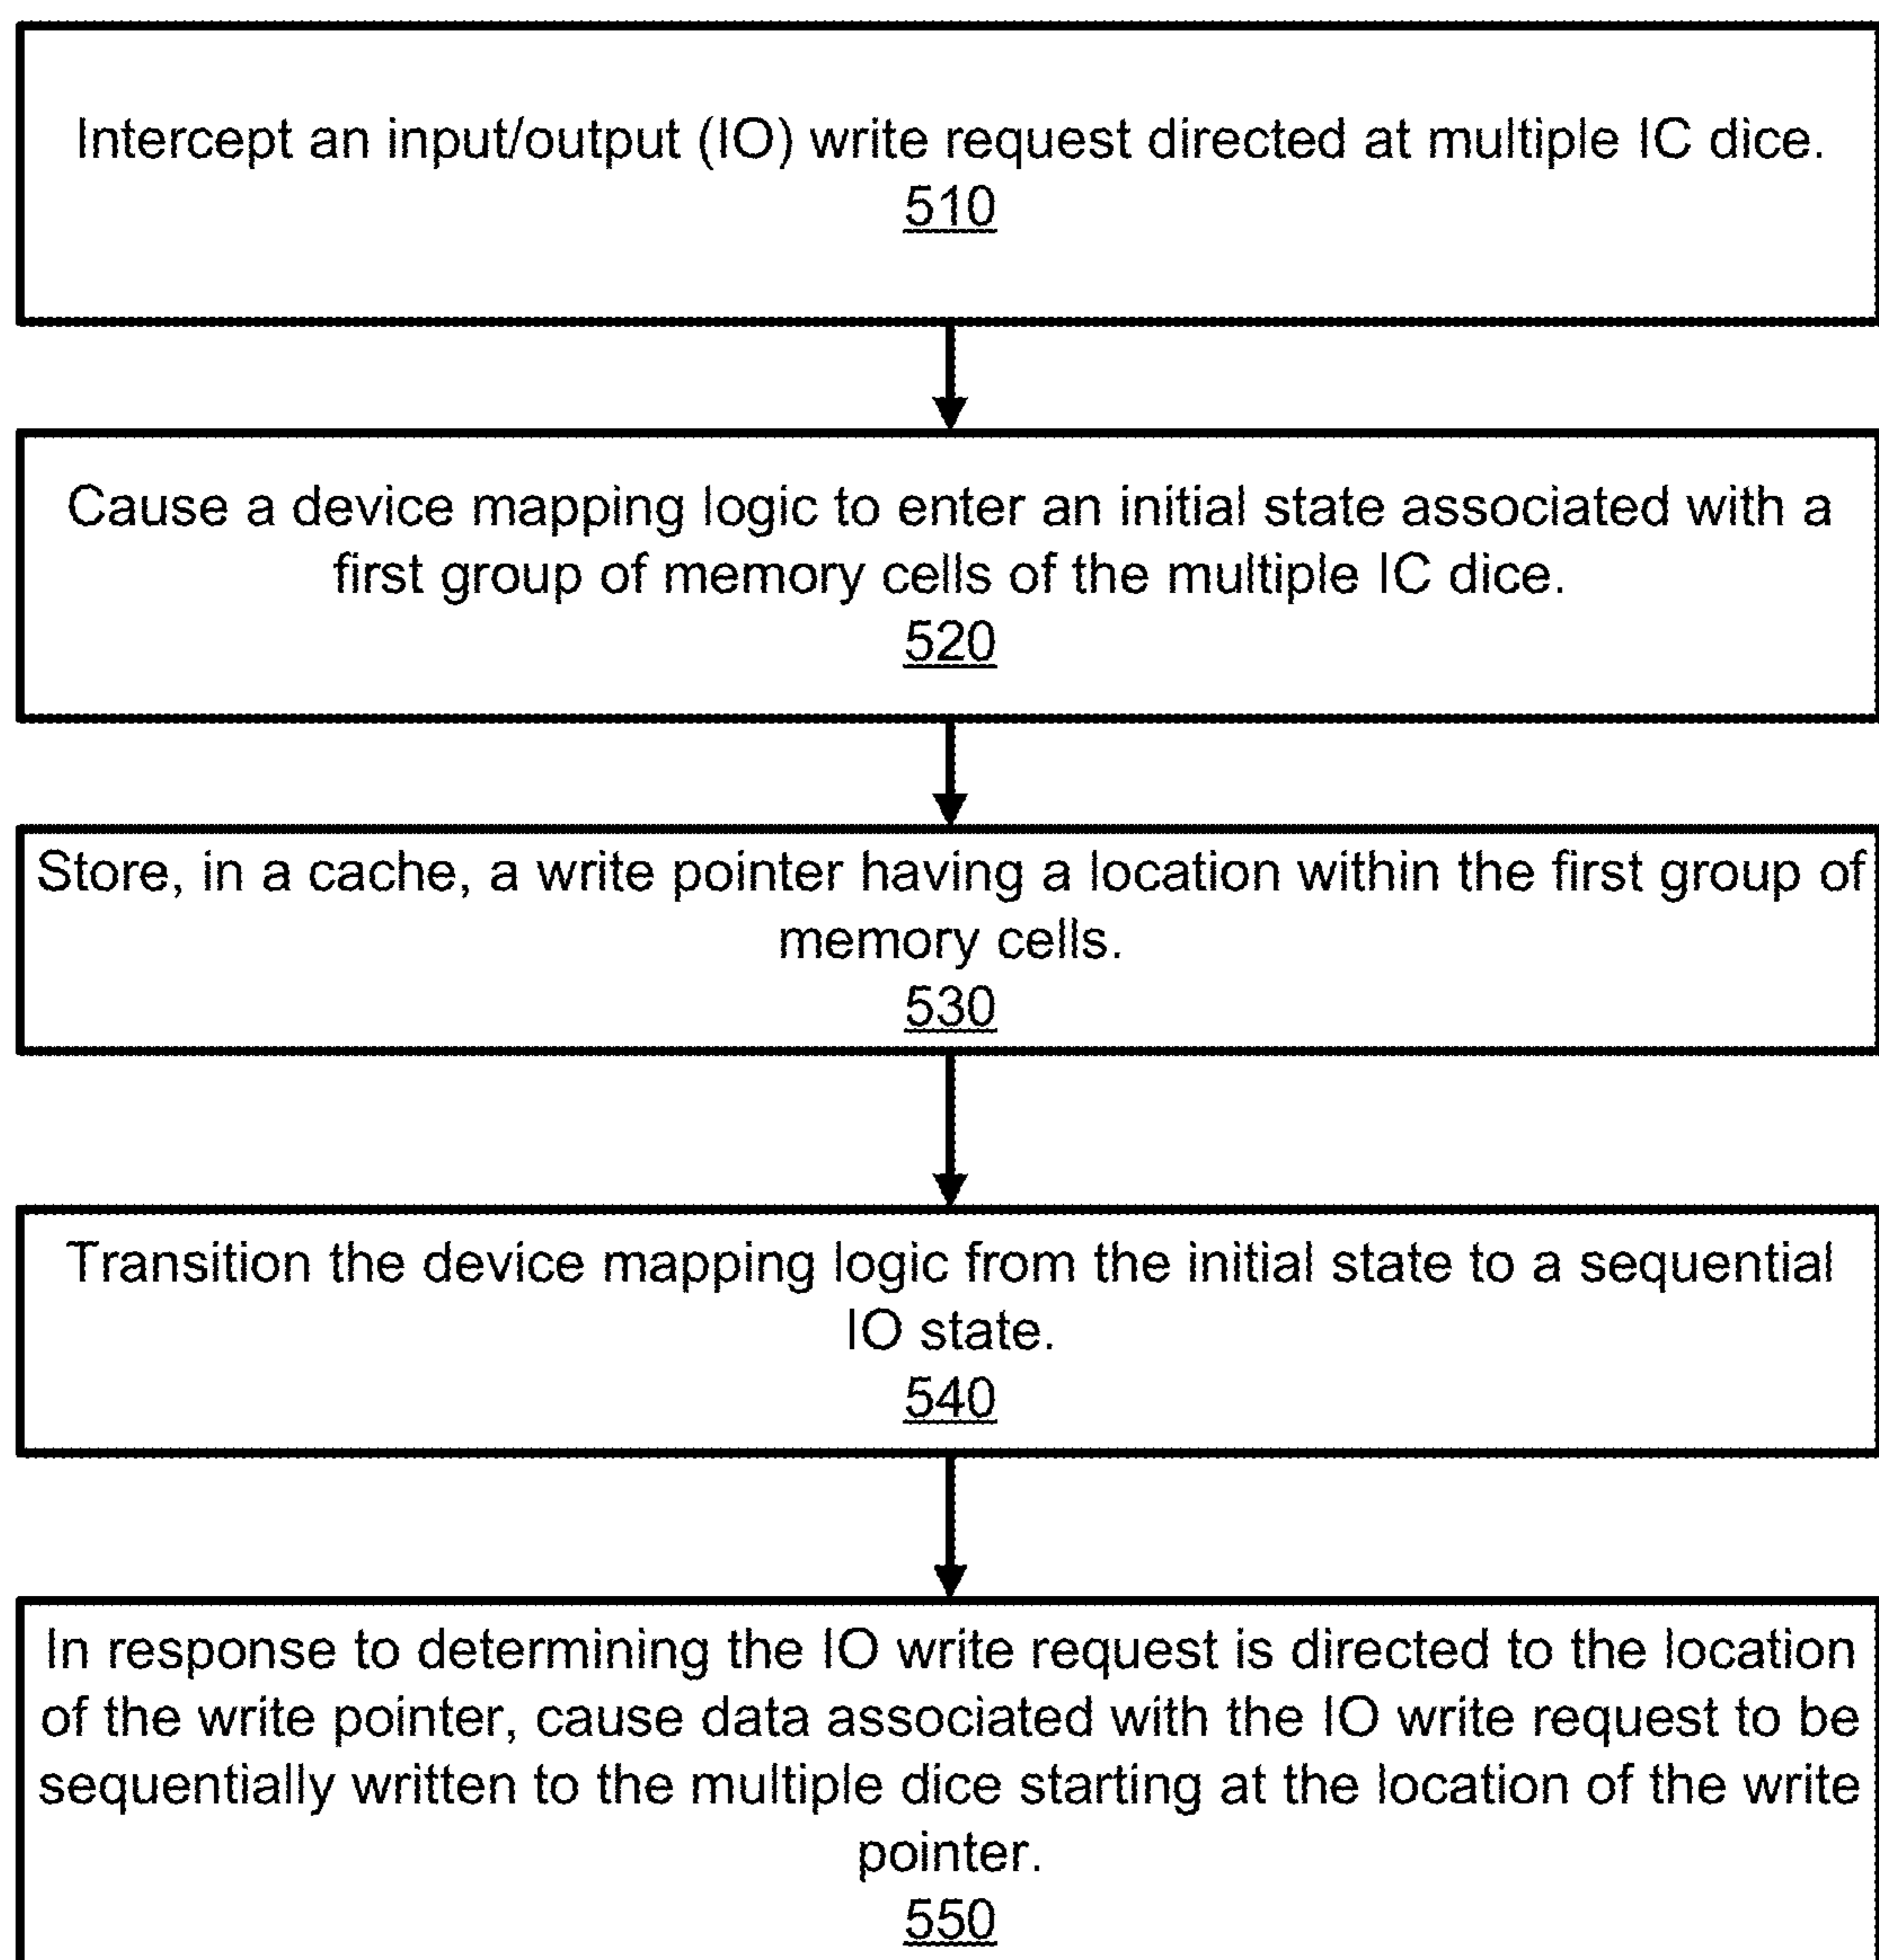 Intercept an input/output (IO) write request directed at multiple IC dice.
510
Cause a device mapping logic to enter an initial state associated with a
first group of memory cells of the multiple IC dice.
520
Store, in a cache, a write pointer having a location within the first group of
memory cells.
530
Transition the device mapping logic from the initial state to a sequential
IO state.
540
In response to determining the IO write request is directed to the location
of the write pointer, cause data associated with the IO write request to be
sequentially written to the multiple dice starting at the location of the write
pointer.
550